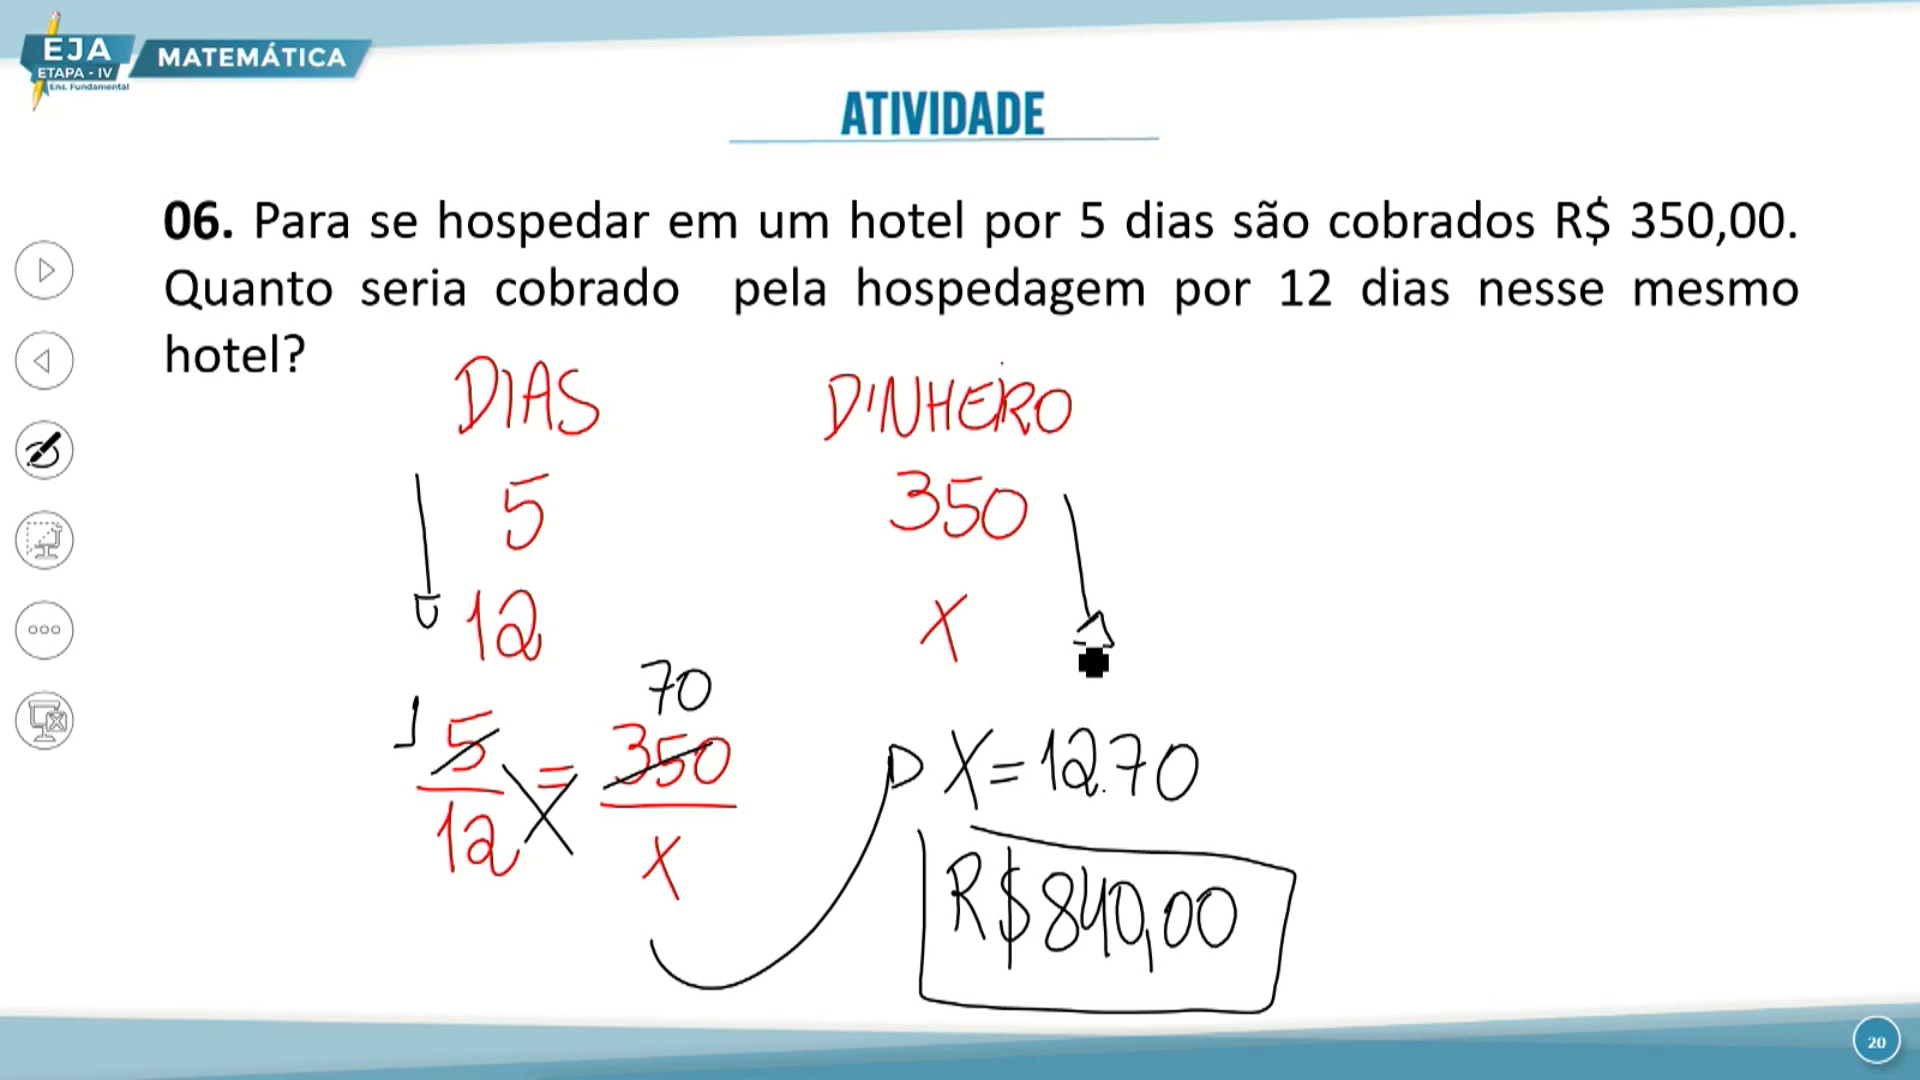 EJA
ETAPA - IV
Ens. Fundamental
MATEMÁTICA
ATIVIDADE
06. Para se hospedar em um hotel por 5 dias são cobrados R$ 350,00.
Quanto seria cobrado pela hospedagem por 12 dias nesse mesmo
hotel?
DIAS DINHEIRO
5 350
12 X
70
1 5 = 350
12 X
X = 12.70
R$ 840,00
20